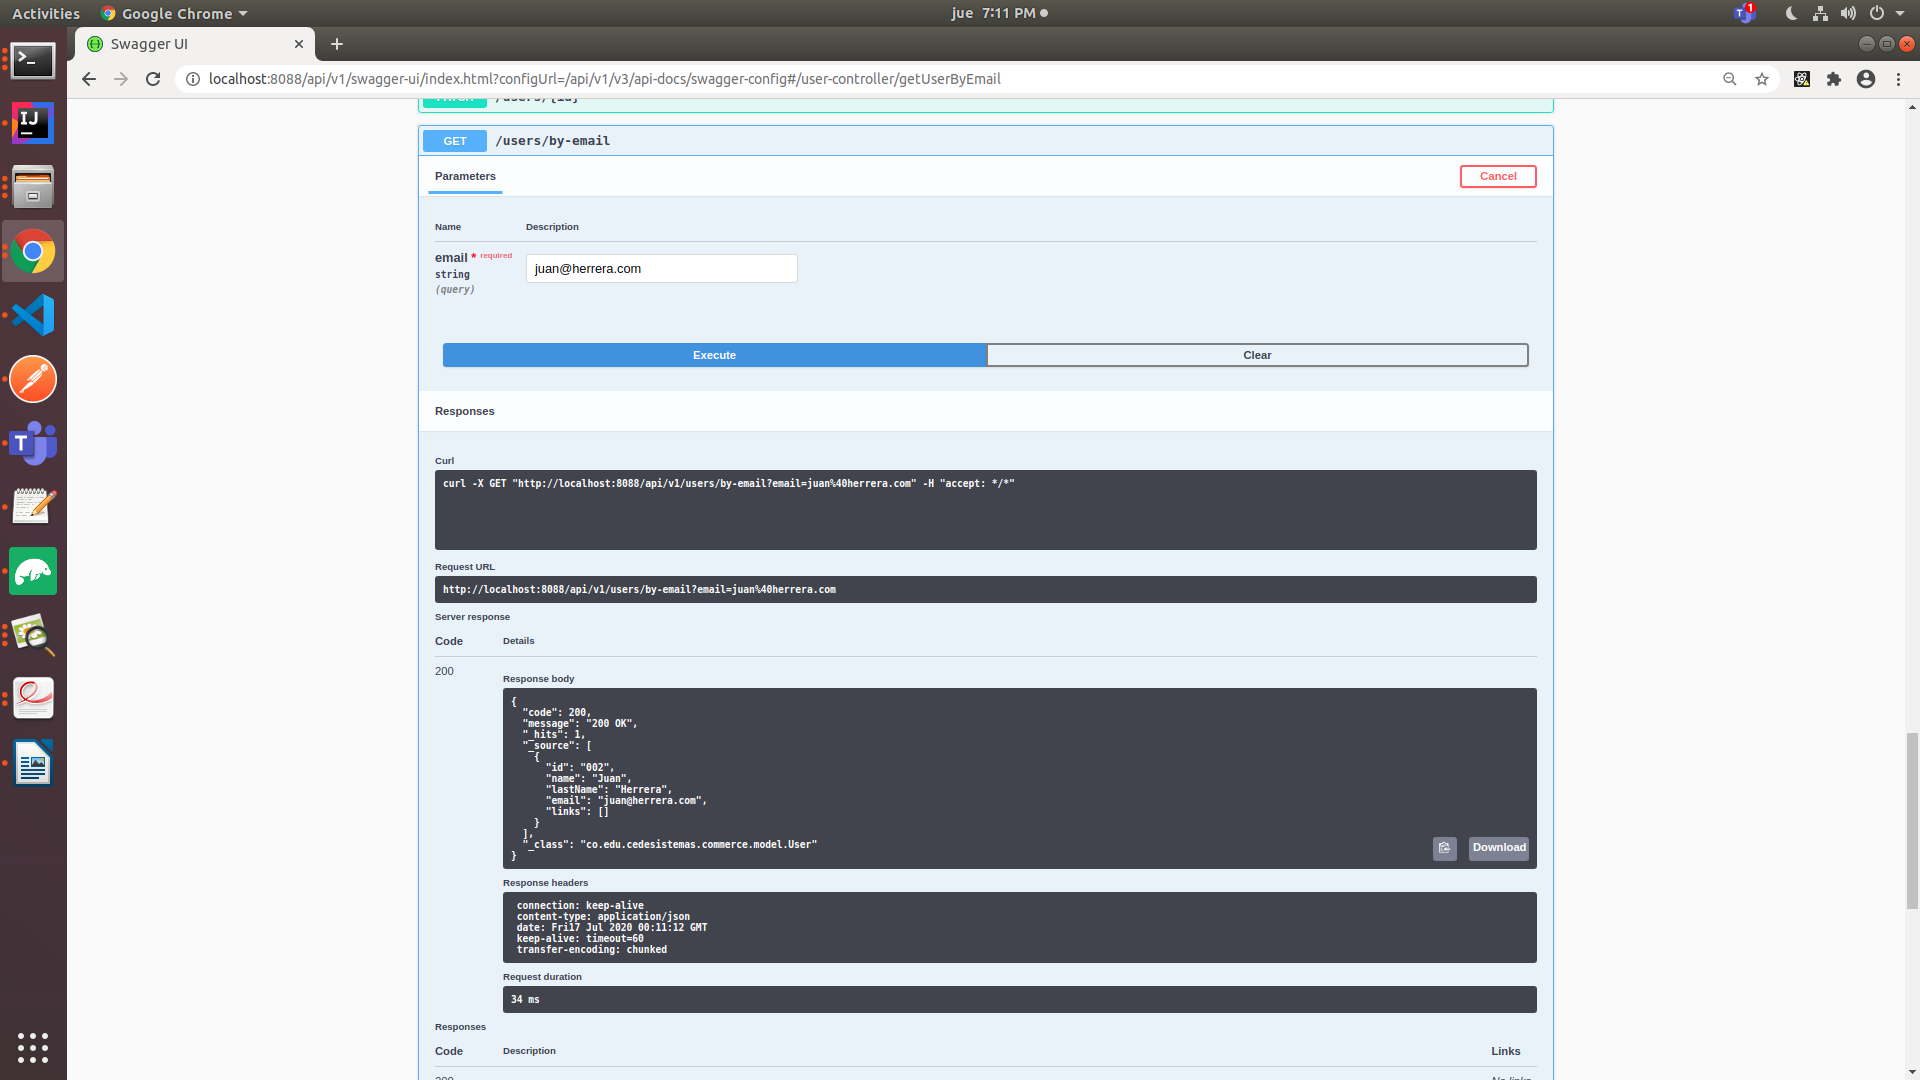 Activities Google Chrome jue 7:11 PM 1
Swagger UI
localhost:8088/api/v1/swagger-ui/index.html?configUrl=/api/v1/v3/api-docs/swagger-config#/user-controller/getUserByEmail
PATCH /users/{id}
GET /users/by-email
Parameters Cancel
Name Description
email * required
string
(query)
juan@herrera.com
Execute Clear
Responses
Curl
curl -X GET "http://localhost:8088/api/v1/users/by-email?email=juan%40herrera.com" -H "accept: */*"
Request URL
http://localhost:8088/api/v1/users/by-email?email=juan%40herrera.com
Server response
Code Details
200
Response body
{
"code": 200,
"message": "200 OK",
"_hits": 1,
"_source": [
{
"id": "002",
"name": "Juan",
"lastName": "Herrera",
"email": "juan@herrera.com",
"links": []
}
],
"_class": "co.edu.cedesistemas.commerce.model.User"
}
Download
Response headers
connection: keep-alive
content-type: application/json
date: Fri17 Jul 2020 00:11:12 GMT
keep-alive: timeout=60
transfer-encoding: chunked
Request duration
34 ms
Responses
Code Description Links
200 No links